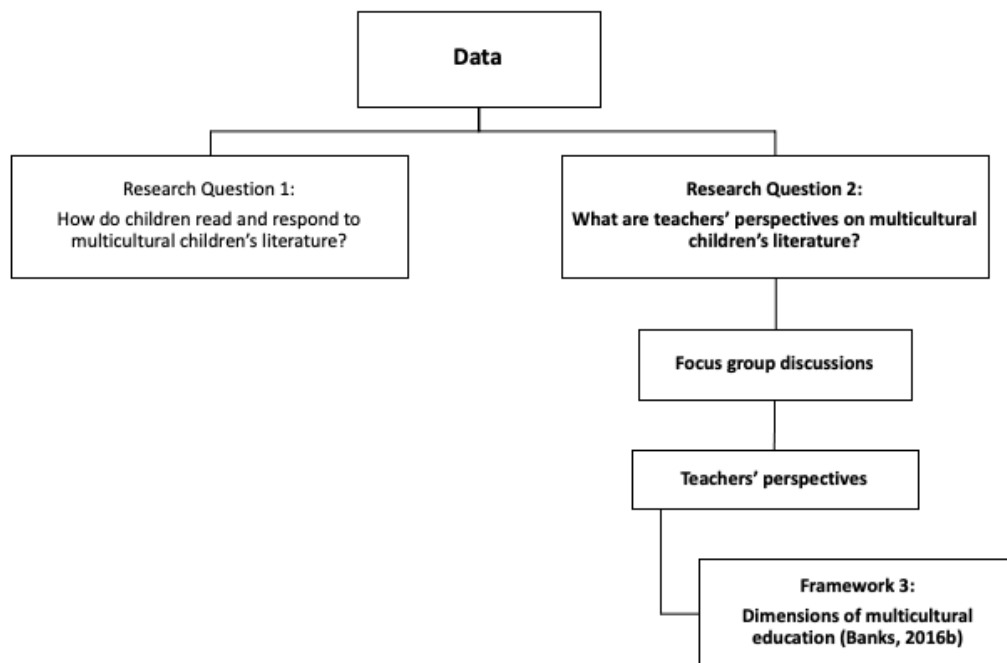 Data
Research Question 1:
How do children read and respond to
multicultural children’s literature?
Research Question 2:
What are teachers’ perspectives on multicultural
children’s literature?
Focus group discussions
Teachers’ perspectives
Framework 3:
Dimensions of multicultural
education (Banks, 2016b)